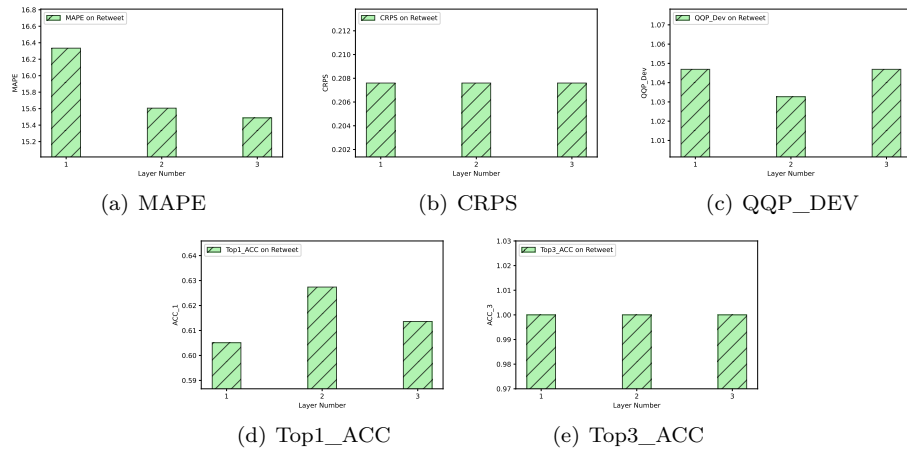 MAPE on Retweet
16.8
16.6
16.4
16.2
16.0
15.8
15.6
15.4
15.2
MAPE
1 2 3
Layer Number
(a) MAPE
CRPS on Retweet
0.212
0.210
0.208
0.206
0.204
0.202
CRPS
1 2 3
Layer Number
(b) CRPS
QQP_Dev on Retweet
1.07
1.06
1.05
1.04
1.03
1.02
1.01
QQP_Dev
1 2 3
Layer Number
(c) QQP_DEV
Top1_ACC on Retweet
0.64
0.63
0.62
0.61
0.60
0.59
ACC_1
1 2 3
Layer Number
(d) Top1_ACC
Top3_ACC on Retweet
1.03
1.02
1.01
1.00
0.99
0.98
0.97
ACC_3
1 2 3
Layer Number
(e) Top3_ACC